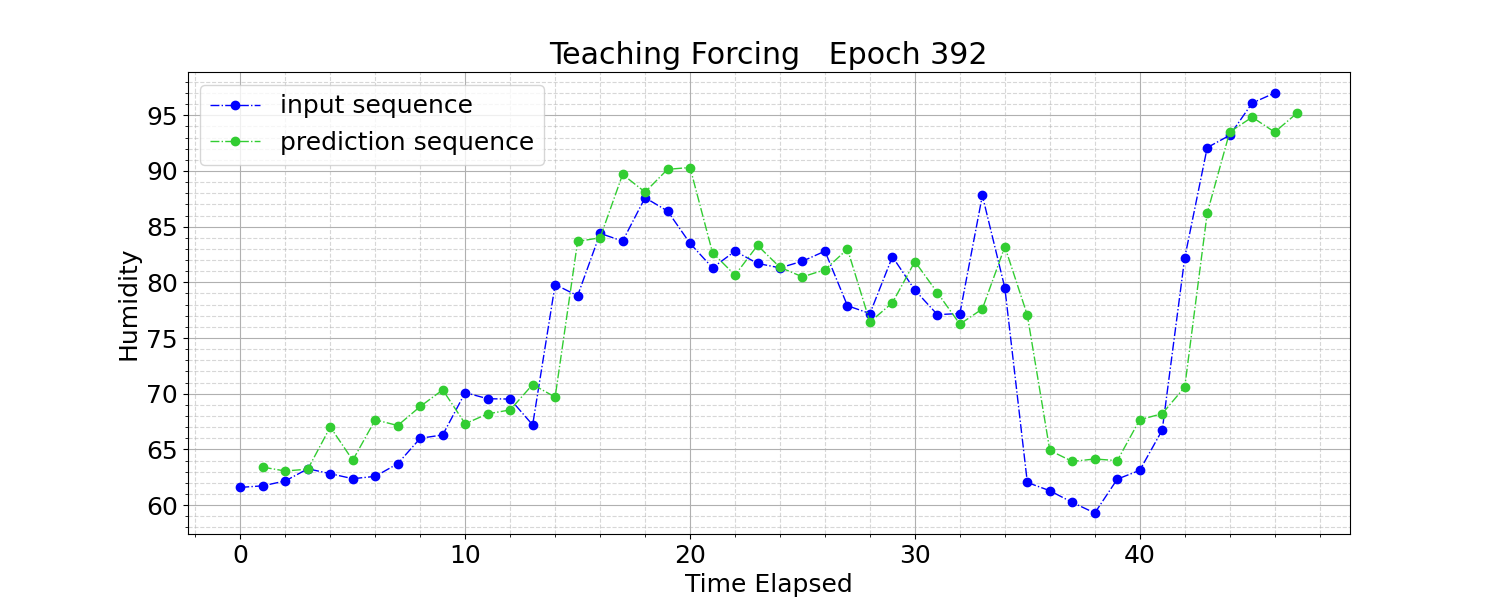 Teaching Forcing   Epoch 392
input sequence
prediction sequence
Humidity
95
90
85
80
75
70
65
60
0 10 20 30 40
Time Elapsed